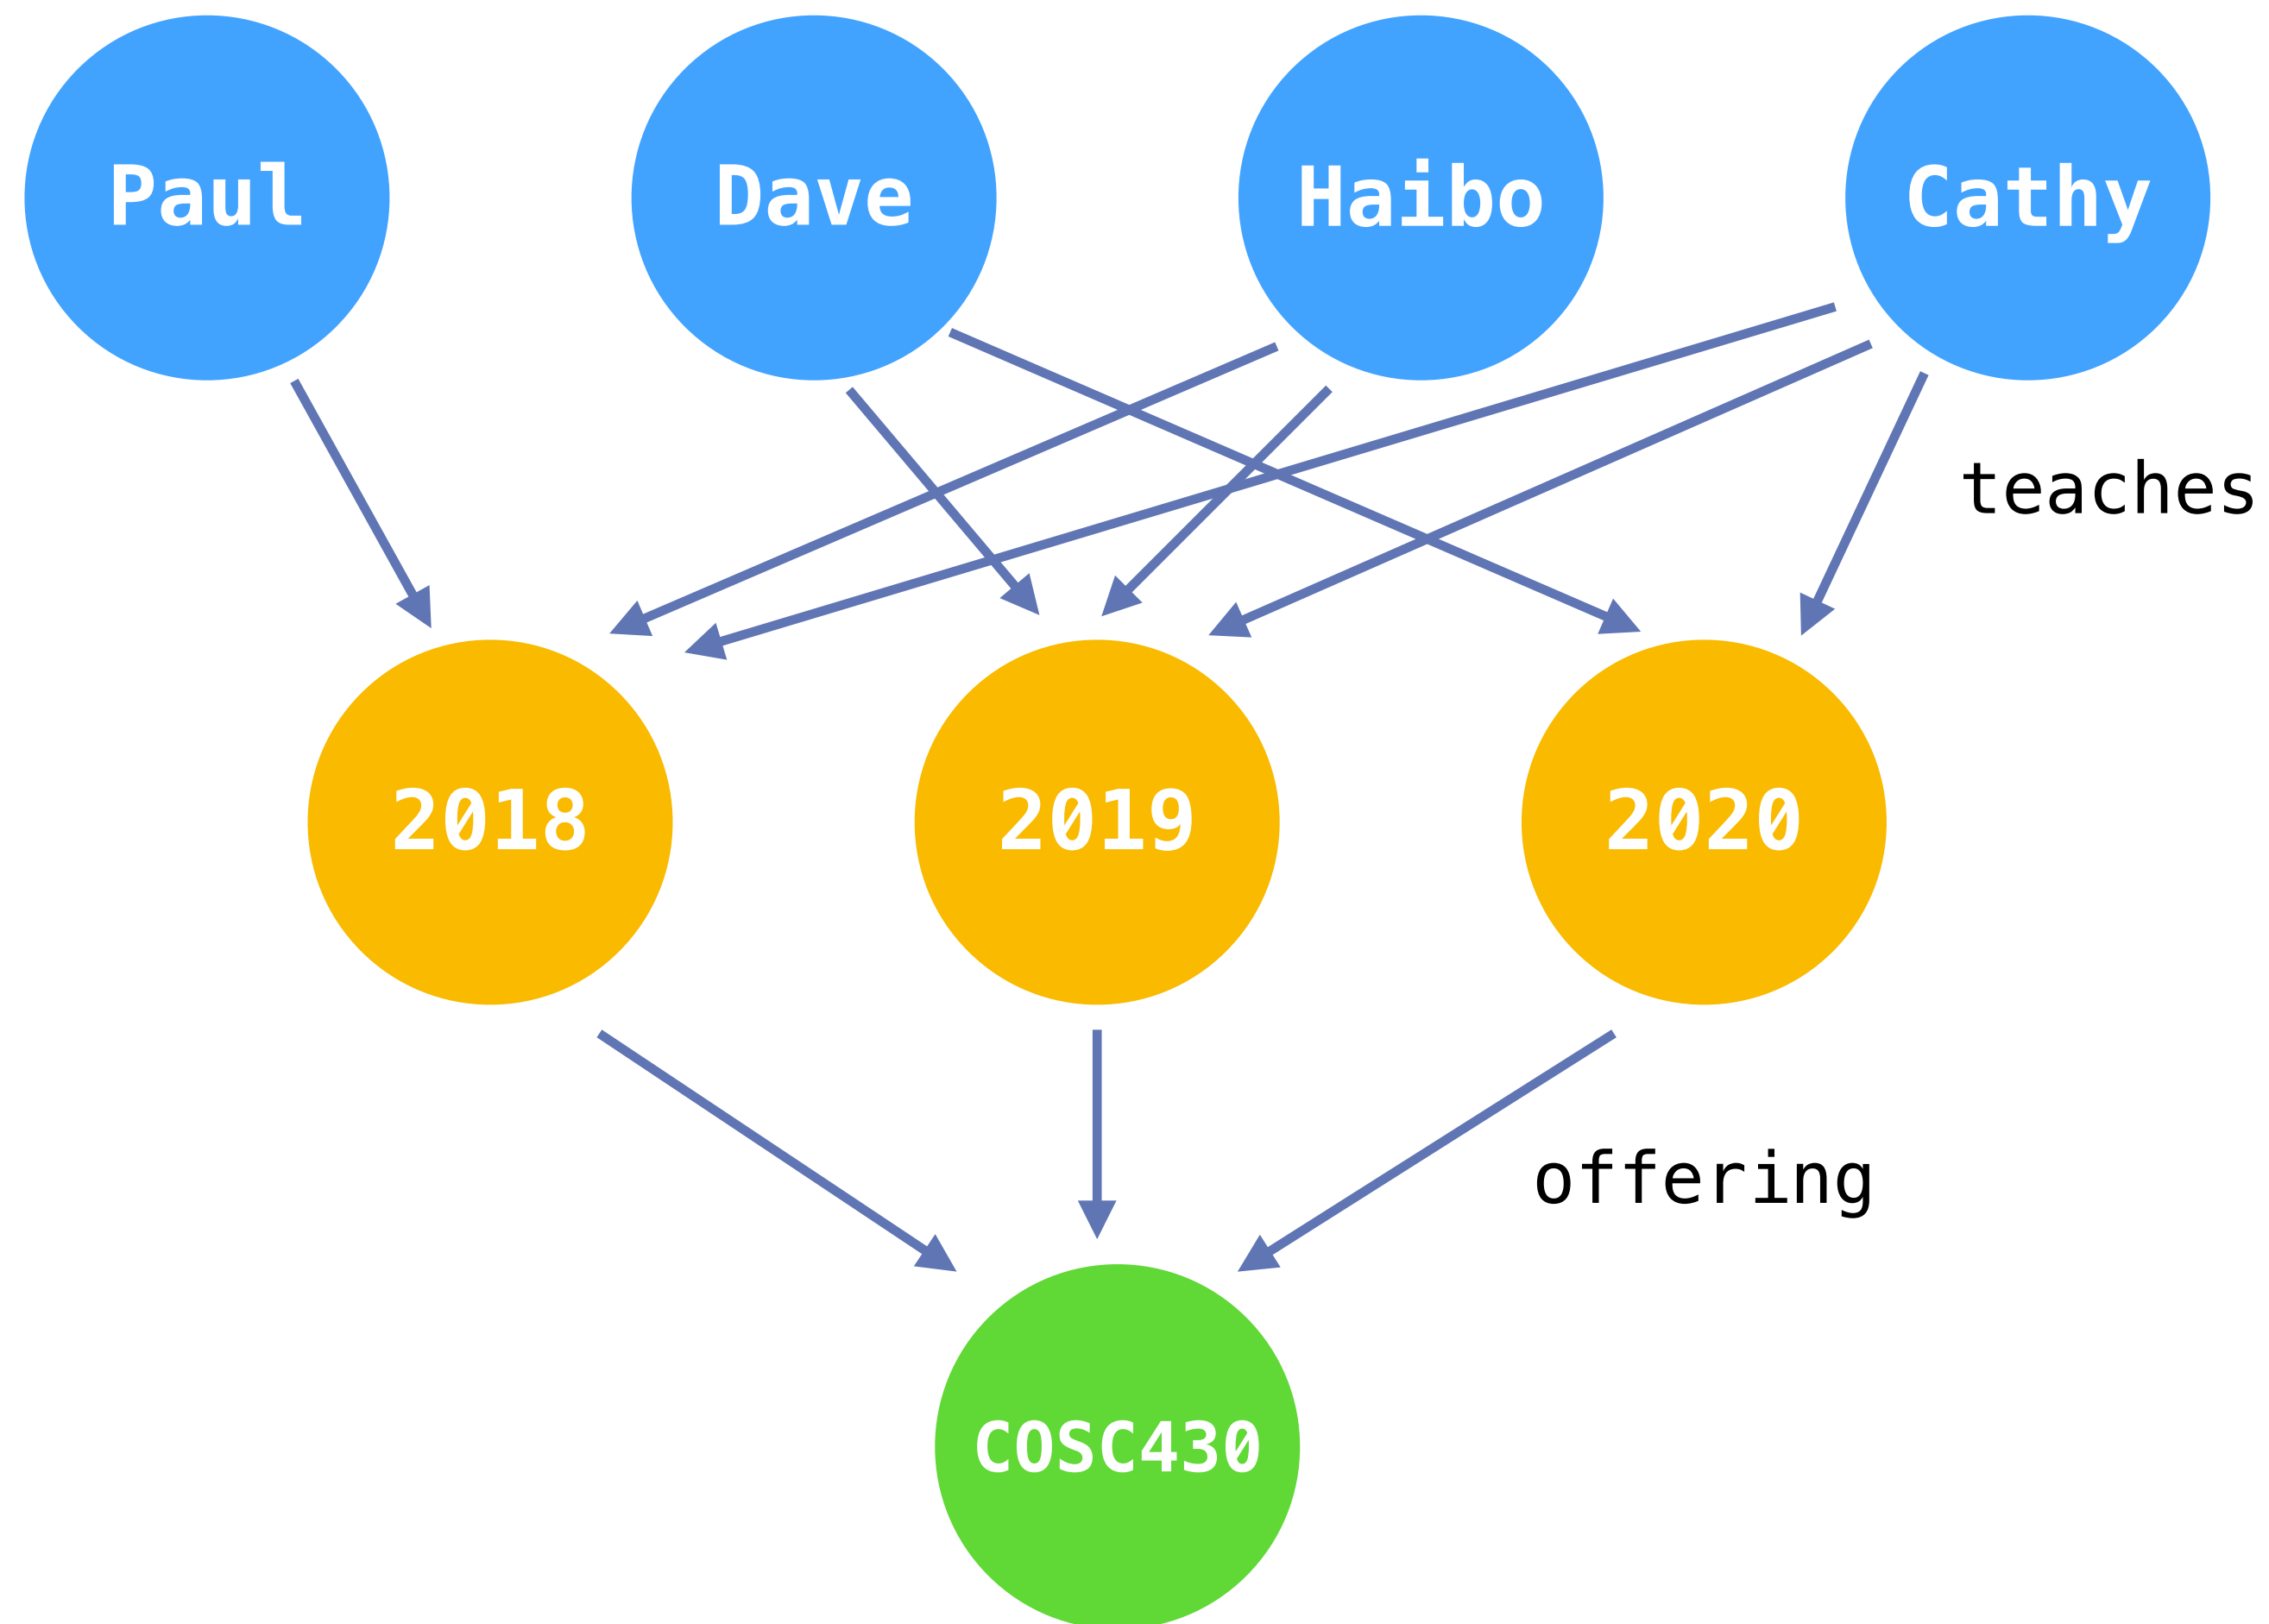 Paul
Dave
Haibo
Cathy
teaches
2018
2019
2020
offering
COSC430